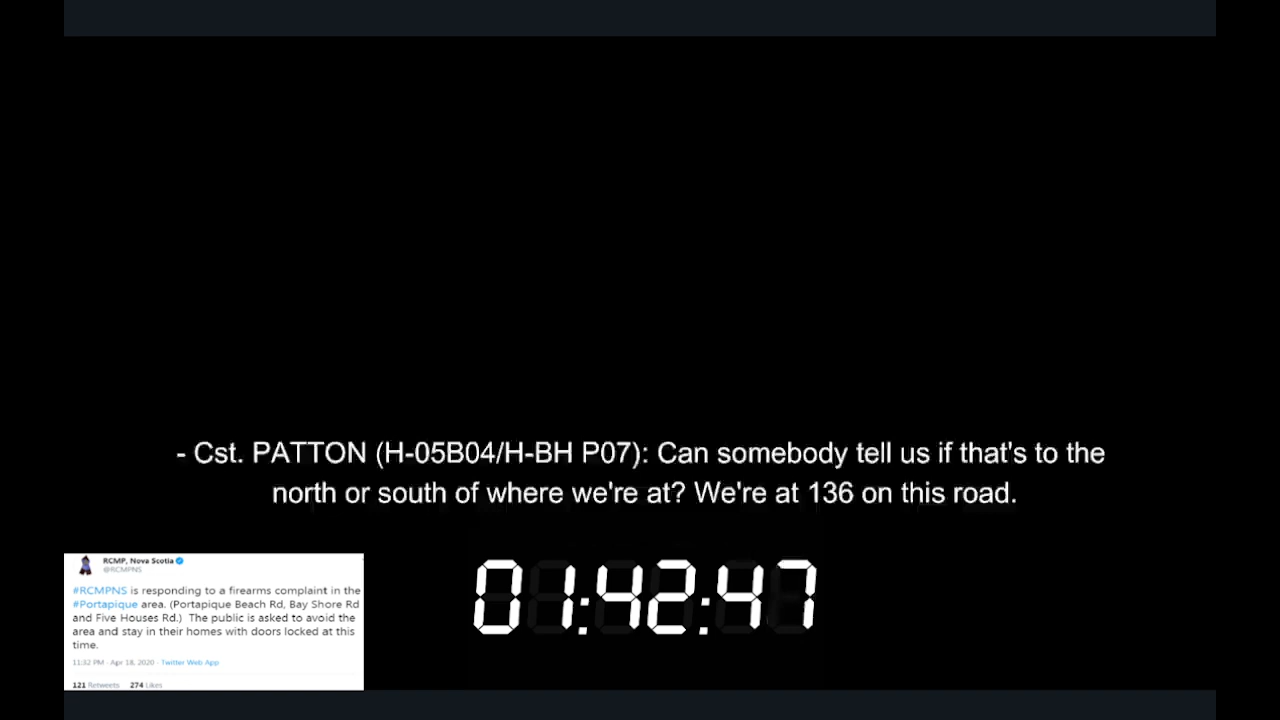 - Cst. PATTON (H-05B04/H-BH P07): Can somebody tell us if that's to the
north or south of where we're at? We're at 136 on this road.
RCMP, Nova Scotia
@RCMPNS
#RCMPNS is responding to a firearms complaint in the
#Portapique area. (Portapique Beach Rd, Bay Shore Rd
and Five Houses Rd.) The public is asked to avoid the
area and stay in their homes with doors locked at this
time.
11:32 PM · Apr 18, 2020 · Twitter Web App
121 Retweets 274 Likes
01:42:47